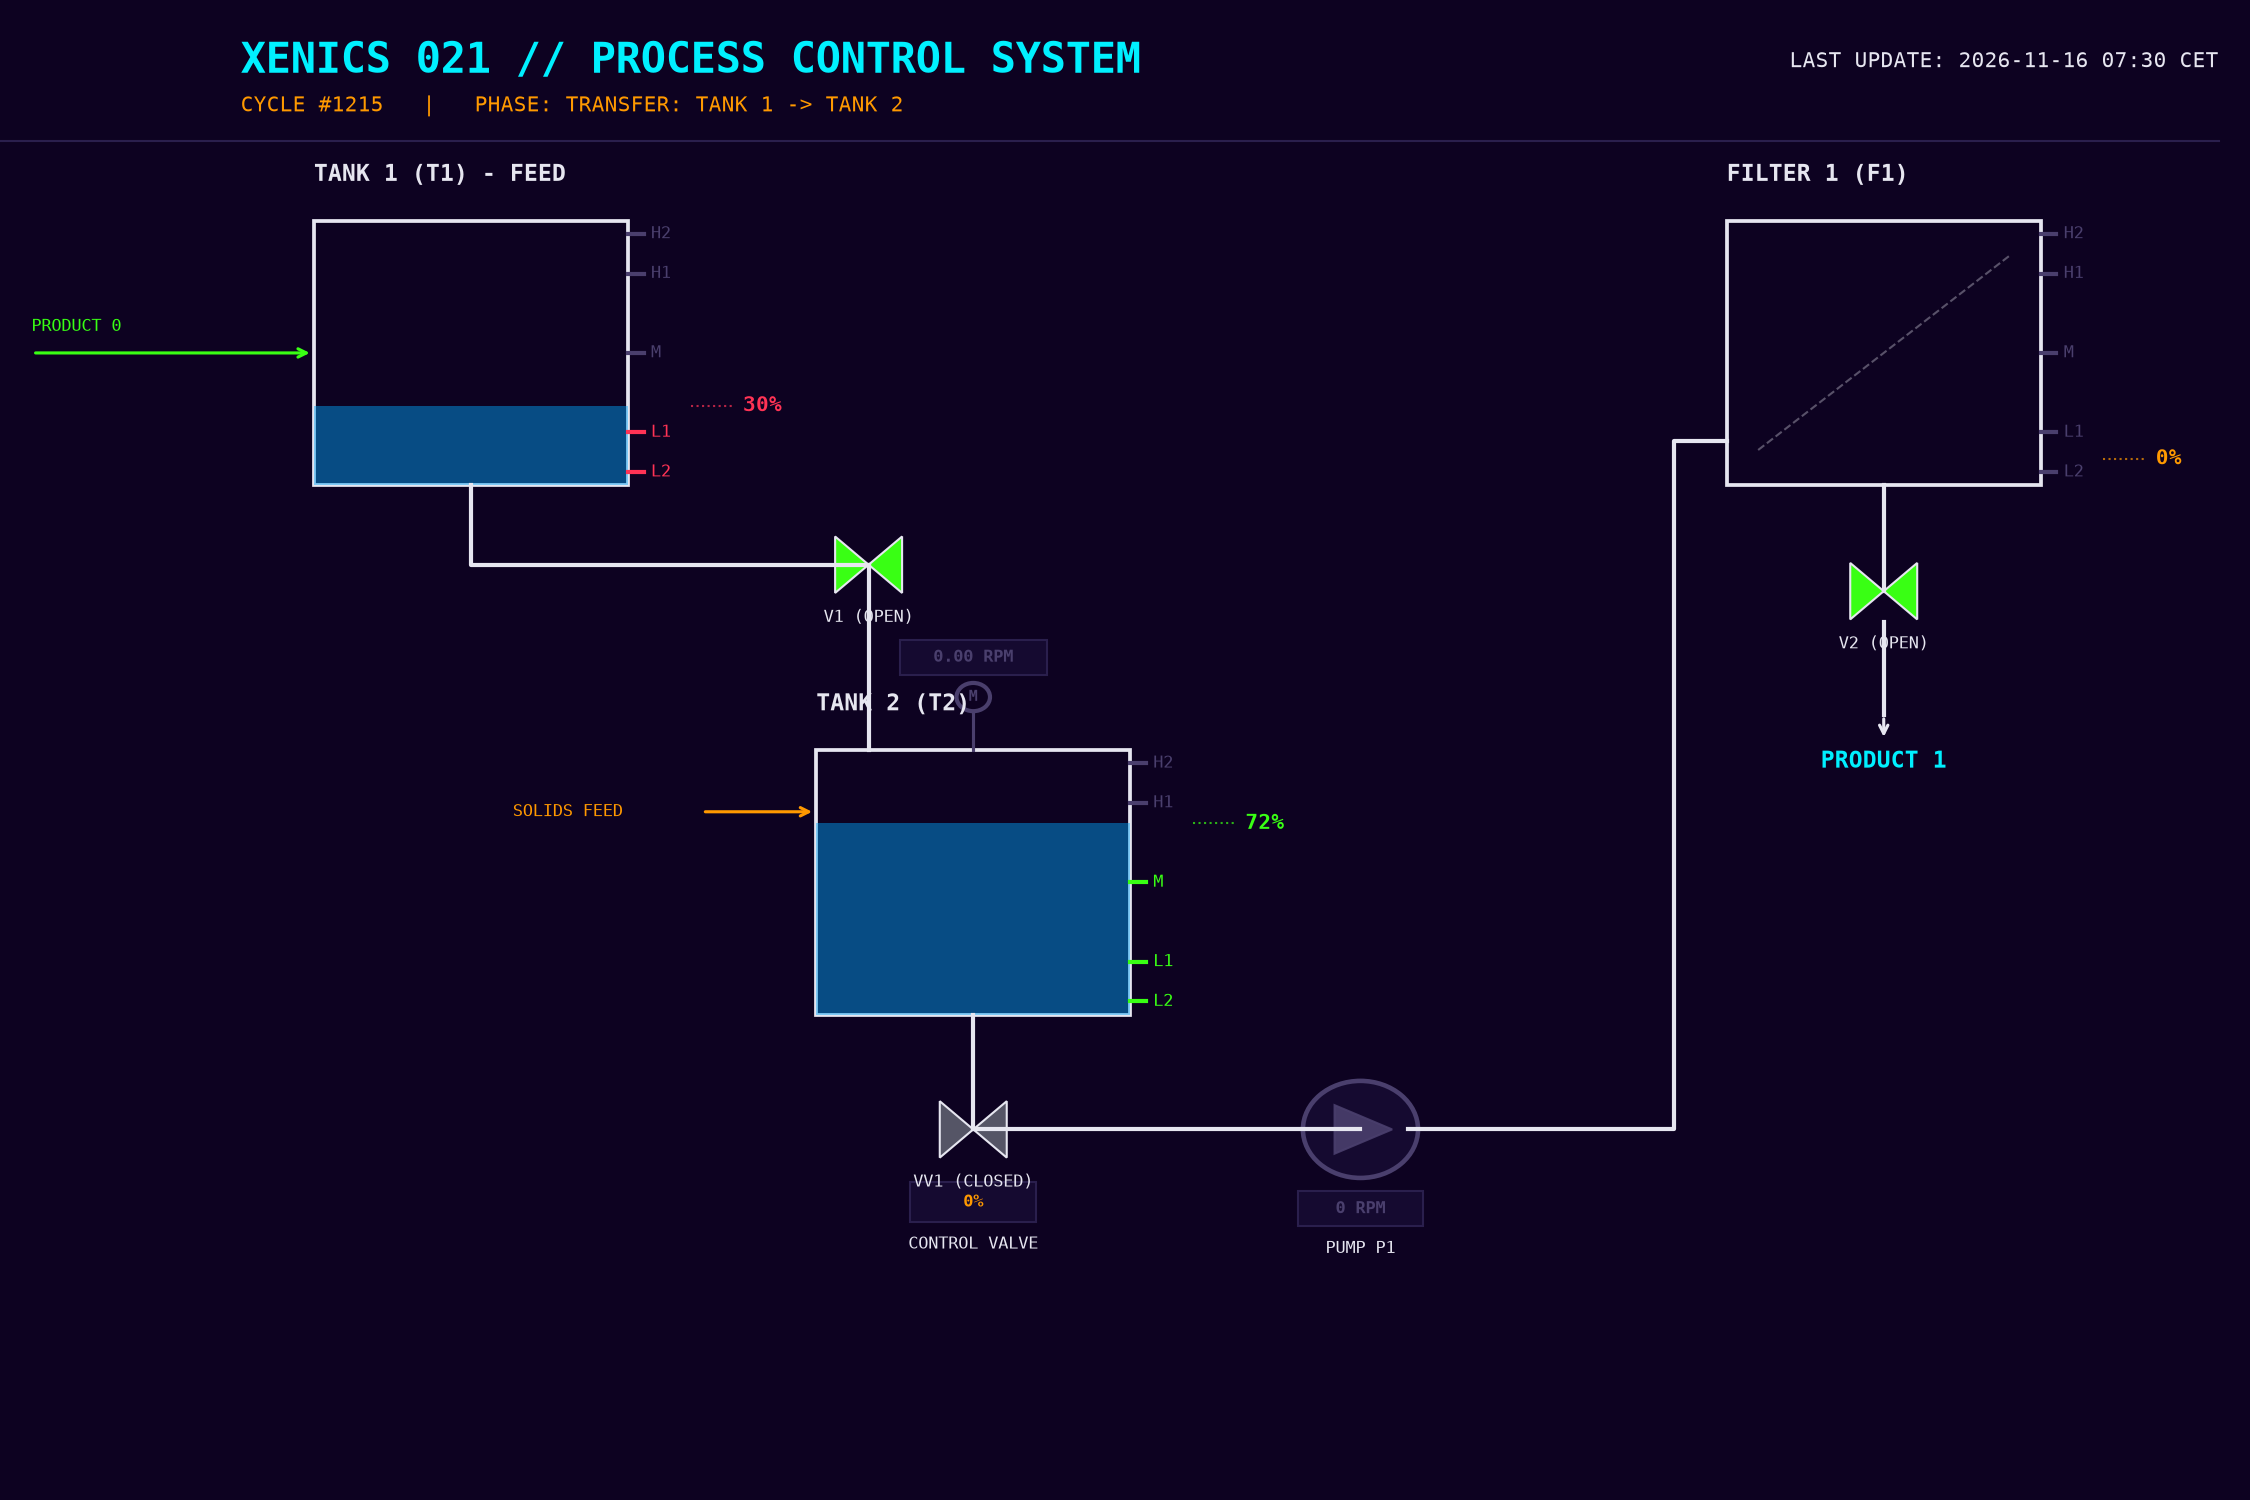 XENICS 021 // PROCESS CONTROL SYSTEM
LAST UPDATE: 2026-11-16 07:30 CET
CYCLE #1215 | PHASE: TRANSFER: TANK 1 -> TANK 2
TANK 1 (T1) - FEED
FILTER 1 (F1)
H2
H2
H1
H1
PRODUCT 0
M
M
30%
L1
L1
0%
L2
L2
V1 (OPEN)
V2 (OPEN)
0.00 RPM
TANK 2 (T2)
M
PRODUCT 1
H2
H1
SOLIDS FEED
72%
M
L1
L2
VV1 (CLOSED)
0%
0 RPM
CONTROL VALVE
PUMP P1